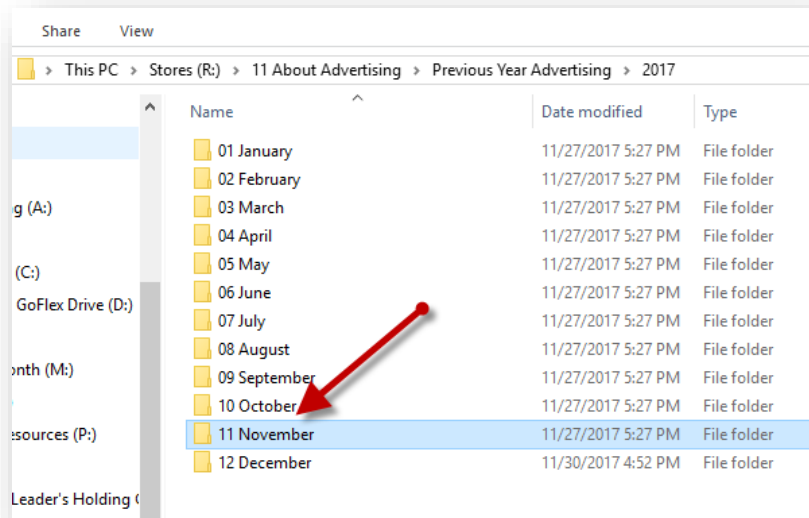 Share View
This PC > Stores (R:) > 11 About Advertising > Previous Year Advertising > 2017
Name Date modified Type
01 January 11/27/2017 5:27 PM File folder
02 February 11/27/2017 5:27 PM File folder
g (A:) 03 March 11/27/2017 5:27 PM File folder
04 April 11/27/2017 5:27 PM File folder
(C:) 05 May 11/27/2017 5:27 PM File folder
GoFlex Drive (D:) 06 June 11/27/2017 5:27 PM File folder
07 July 11/27/2017 5:27 PM File folder
onth (M:) 08 August 11/27/2017 5:27 PM File folder
09 September 11/27/2017 5:27 PM File folder
10 October 11/27/2017 5:27 PM File folder
esources (P:) 11 November 11/27/2017 5:27 PM File folder
12 December 11/30/2017 4:52 PM File folder
Leader's Holding